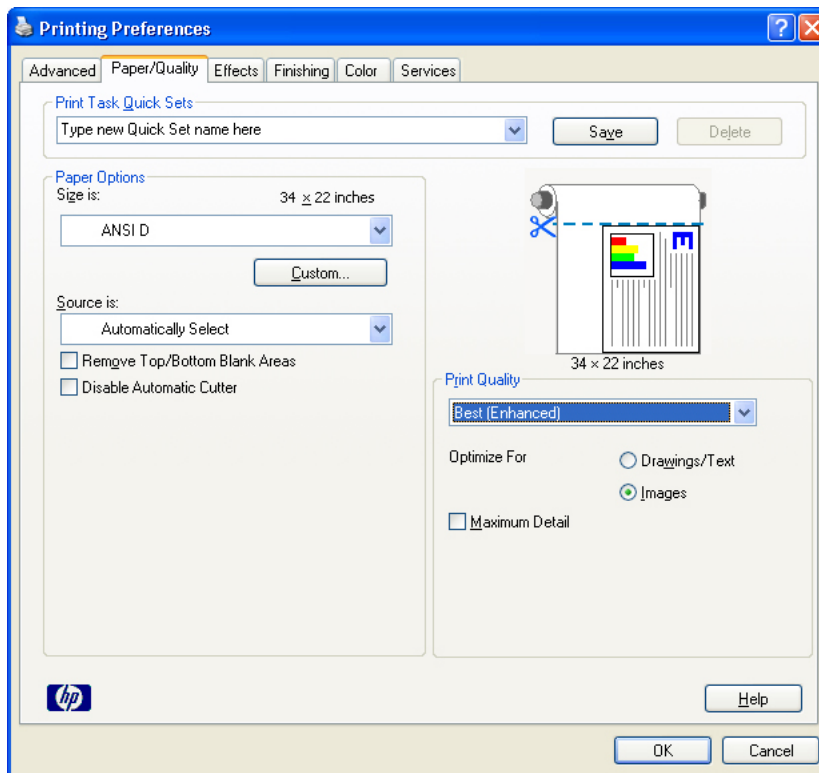 Printing Preferences
Advanced Paper/Quality Effects Finishing Color Services
Print Task Quick Sets
Type new Quick Set name here Save Delete
Paper Options
Size is: 34 x 22 inches
ANSI D
Custom...
Source is:
Automatically Select
Remove Top/Bottom Blank Areas
Disable Automatic Cutter
E
34 × 22 inches
Print Quality
Best (Enhanced)
Optimize For Drawings/Text
Images
Maximum Detail
hp
Help
OK Cancel